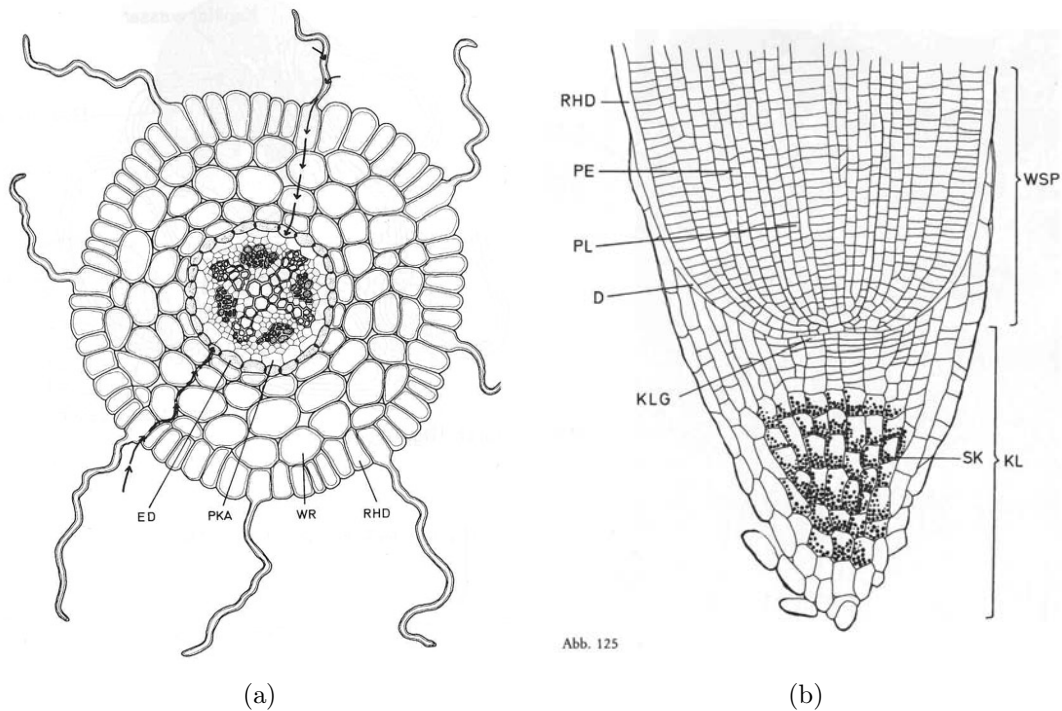 ED PKA WR RHD
RHD
PE
PL
D
KLG
WSP
SK
KL
Abb. 125
(a) (b)